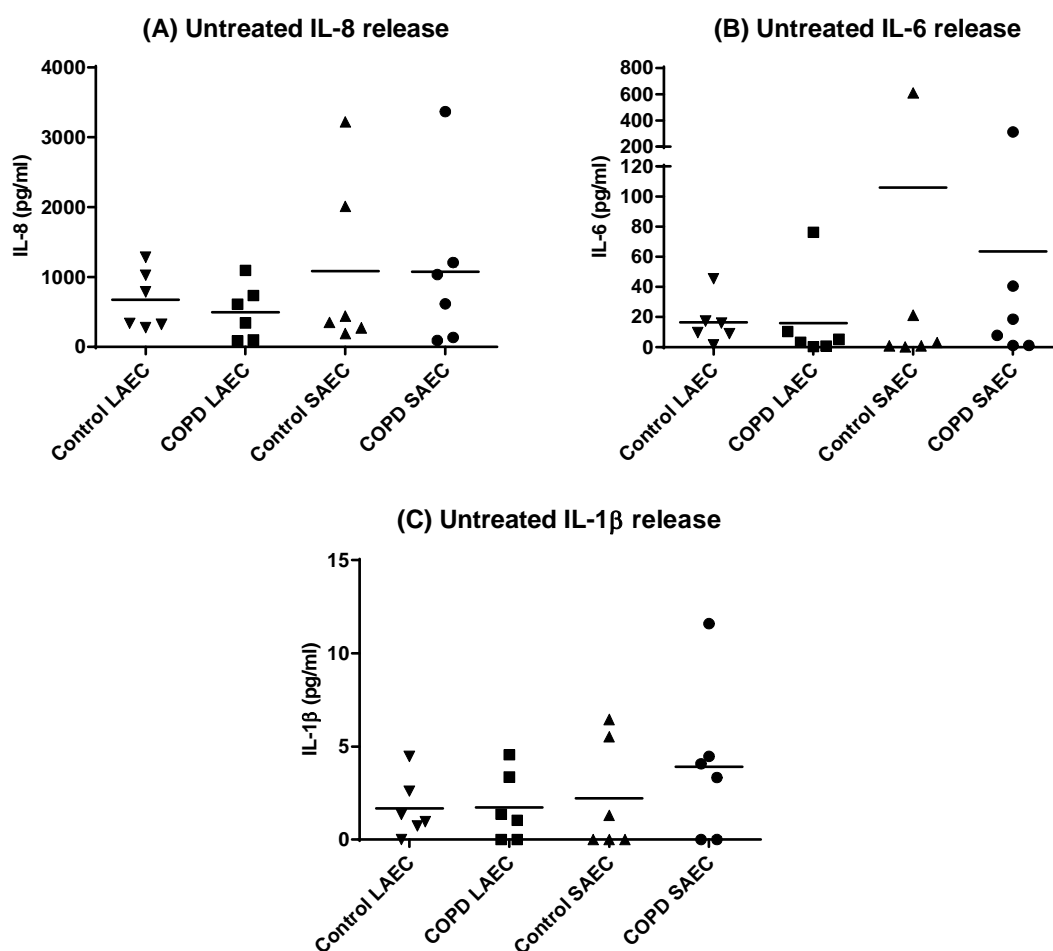 (A) Untreated IL-8 release
4000
3000
2000
1000
0
IL-8 (pg/ml)
Control LAEC
COPD LAEC
Control SAEC
COPD SAEC
(B) Untreated IL-6 release
800
600
400
200
120
100
80
60
40
20
0
IL-6 (pg/ml)
Control LAEC
COPD LAEC
Control SAEC
COPD SAEC
(C) Untreated IL-1β release
15
10
5
0
IL-1β (pg/ml)
Control LAEC
COPD LAEC
Control SAEC
COPD SAEC